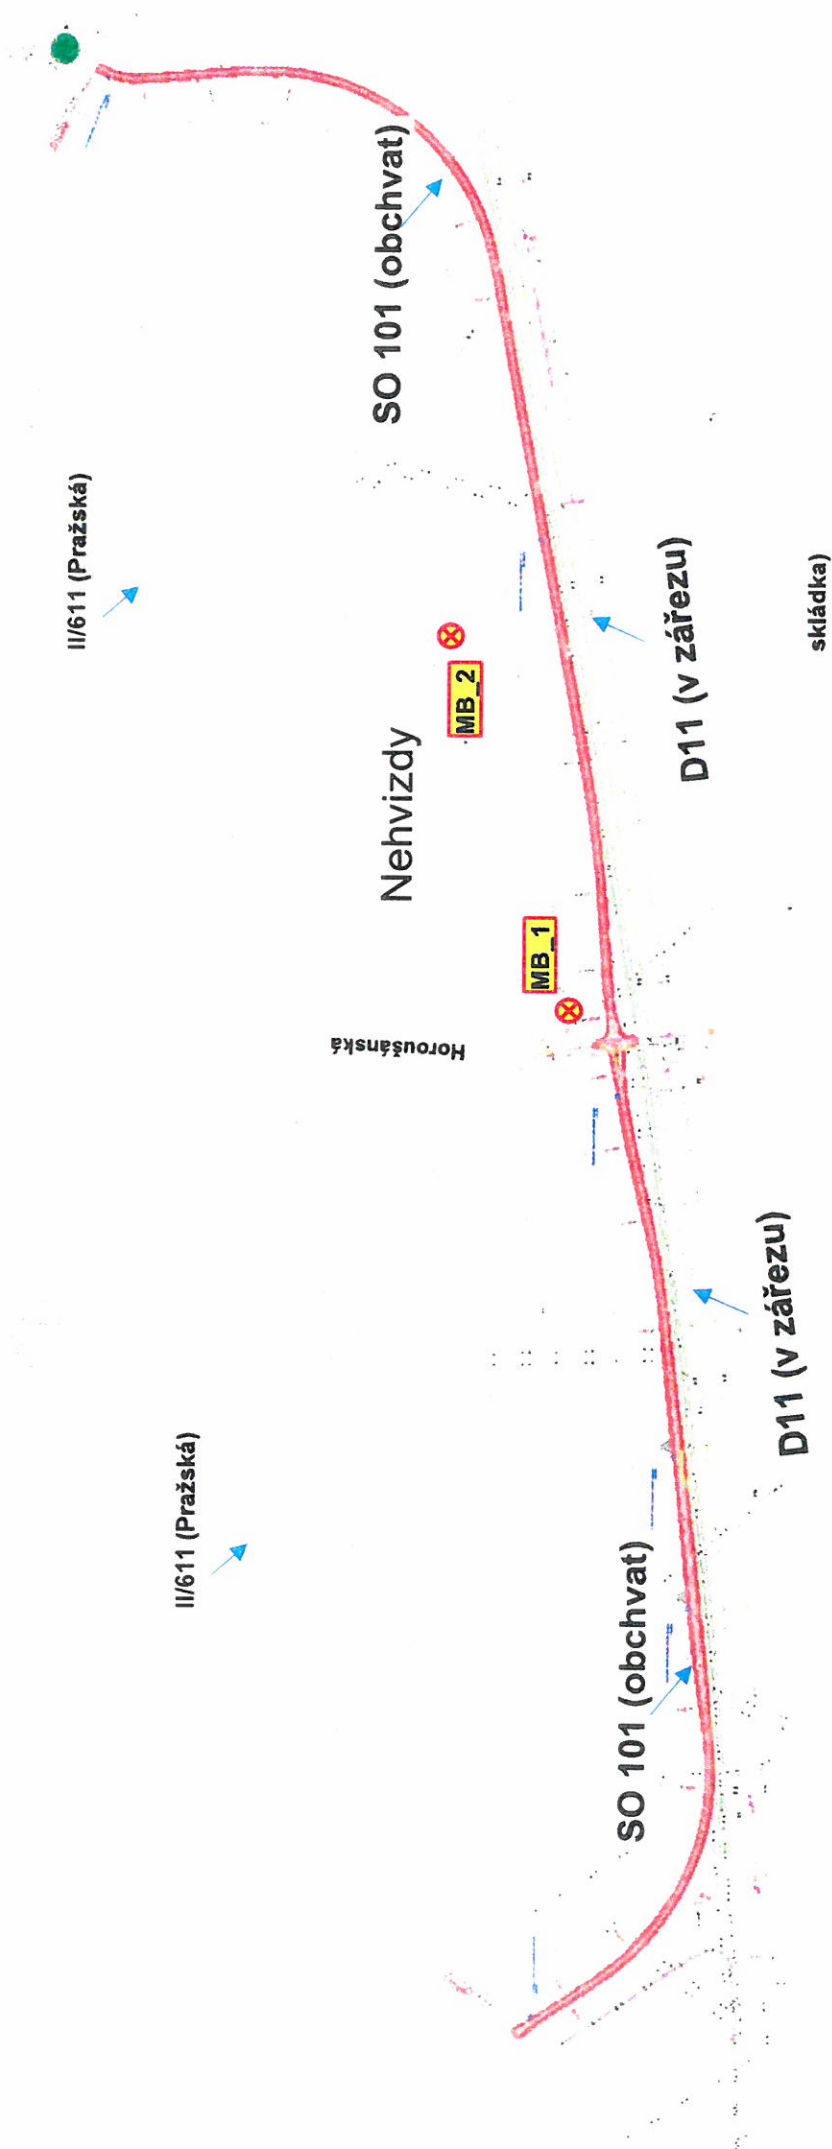 II/611 (Pražská)
II/611 (Pražská)
Horoušánská
Nehvizdy
SO 101 (obchvat)
MB_2
MB_1
SO 101 (obchvat)
D11 (v zářezu)
D11 (v zářezu)
skládka)